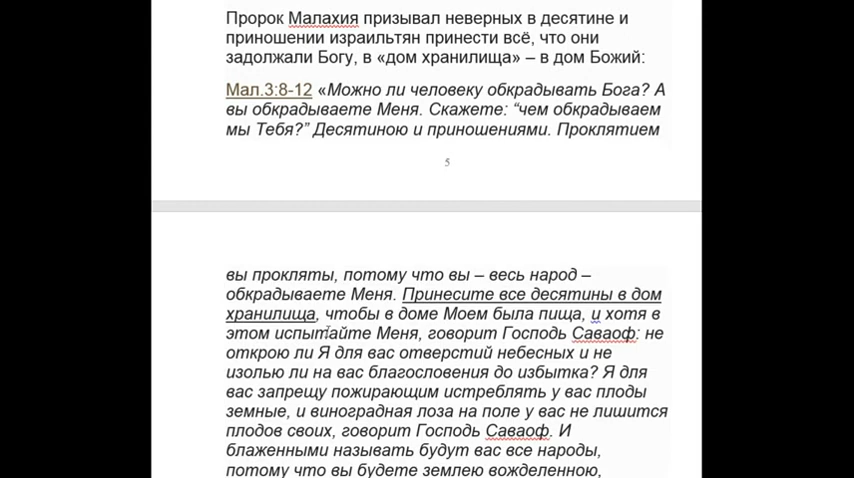 Пророк Малахия призывал неверных в десятине и
приношении израильтян принести всё, что они
задолжали Богу, в «дом хранилища» – в дом Божий:
Мал.3:8-12 «Можно ли человеку обкрадывать Бога? А
вы обкрадываете Меня. Скажете: “чем обкрадываем
мы Тебя?” Десятиною и приношениями. Проклятием
5
вы прокляты, потому что вы – весь народ –
обкрадываете Меня. Принесите все десятины в дом
хранилища, чтобы в доме Моем была пища, и хотя в
этом испытайте Меня, говорит Господь Саваоф: не
открою ли Я для вас отверстий небесных и не
изолью ли на вас благословения до избытка? Я для
вас запрещу пожирающим истреблять у вас плоды
земные, и виноградная лоза на поле у вас не лишится
плодов своих, говорит Господь Саваоф. И
блаженными называть будут вас все народы,
потому что вы будете землею вожделенною,